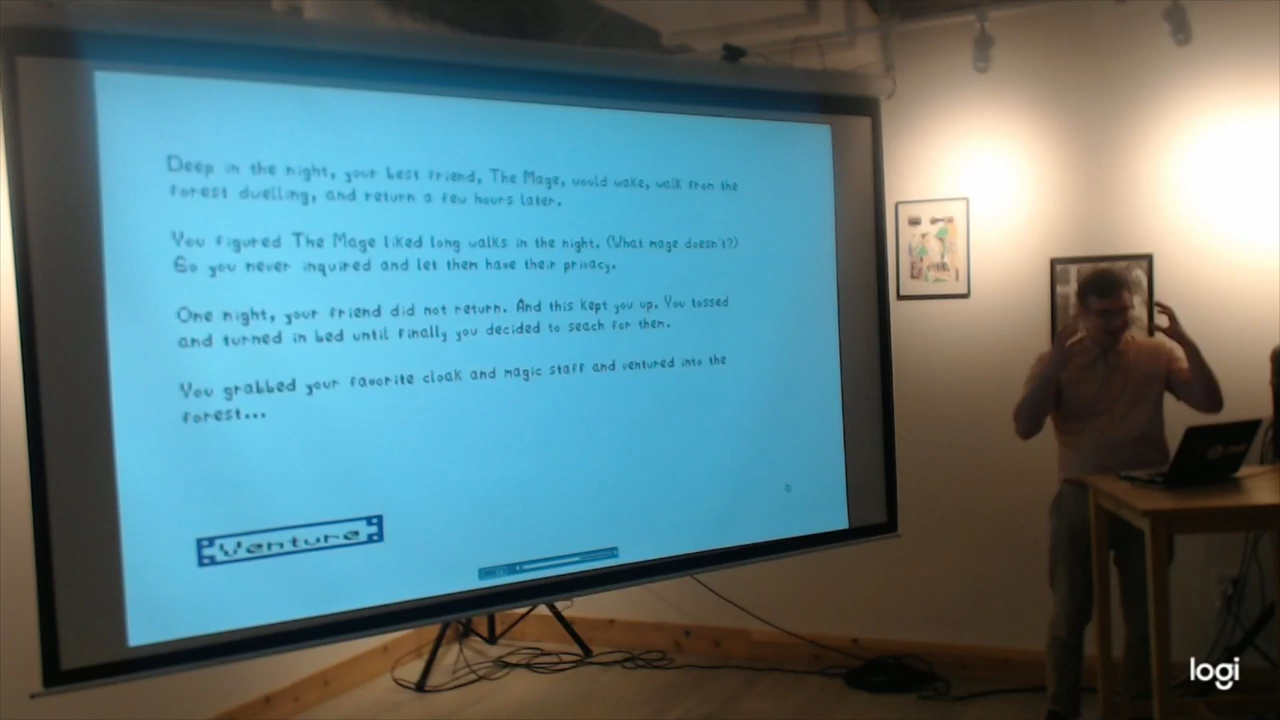 Deep in the night, your best friend, The Mage, would wake, walk from the
forest dwelling, and return a few hours later.
You figured The Mage liked long walks in the night. (What mage doesn't?)
So you never inquired and let them have their privacy.
One night, your friend did not return. And this kept you up. You tossed
and turned in bed until finally you decided to seach for them.
You grabbed your favorite cloak and magic staff and ventured into the
forest...
Venture
logi